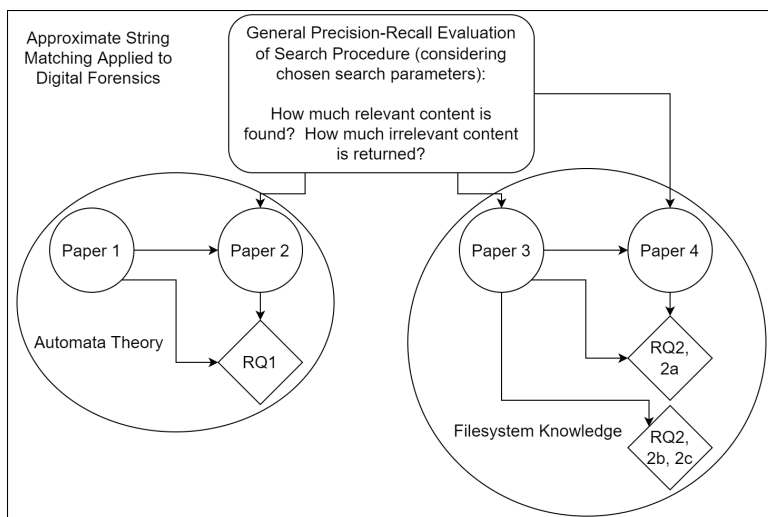 Approximate String
Matching Applied to
Digital Forensics
General Precision-Recall Evaluation
of Search Procedure (considering
chosen search parameters):
How much relevant content is
found? How much irrelevant content
is returned?
Paper 1
Paper 2
Paper 3
Paper 4
Automata Theory
RQ1
RQ2,
2a
Filesystem Knowledge
RQ2,
2b, 2c